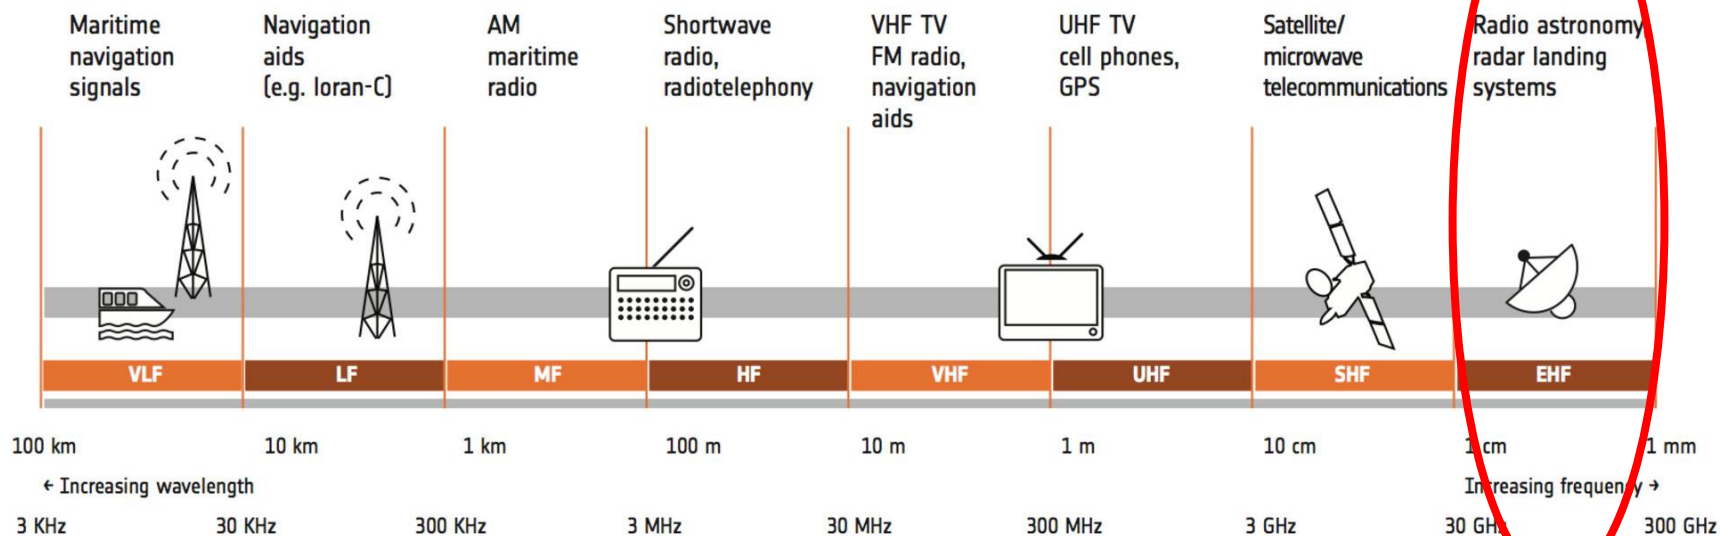 Maritime
navigation
signals
Navigation
aids
(e.g. loran-C)
AM
maritime
radio
Shortwave
radio,
radiotelephony
VHF TV
FM radio,
navigation
aids
UHF TV
cell phones,
GPS
Satellite/
microwave
telecommunications
Radio astronomy
radar landing
systems
VLF LF MF HF VHF UHF SHF EHF
100 km 10 km 1 km 100 m 10 m 1 m 10 cm 1 cm 1 mm
← Increasing wavelength Increasing frequency →
3 KHz 30 KHz 300 KHz 3 MHz 30 MHz 300 MHz 3 GHz 30 GHz 300 GHz